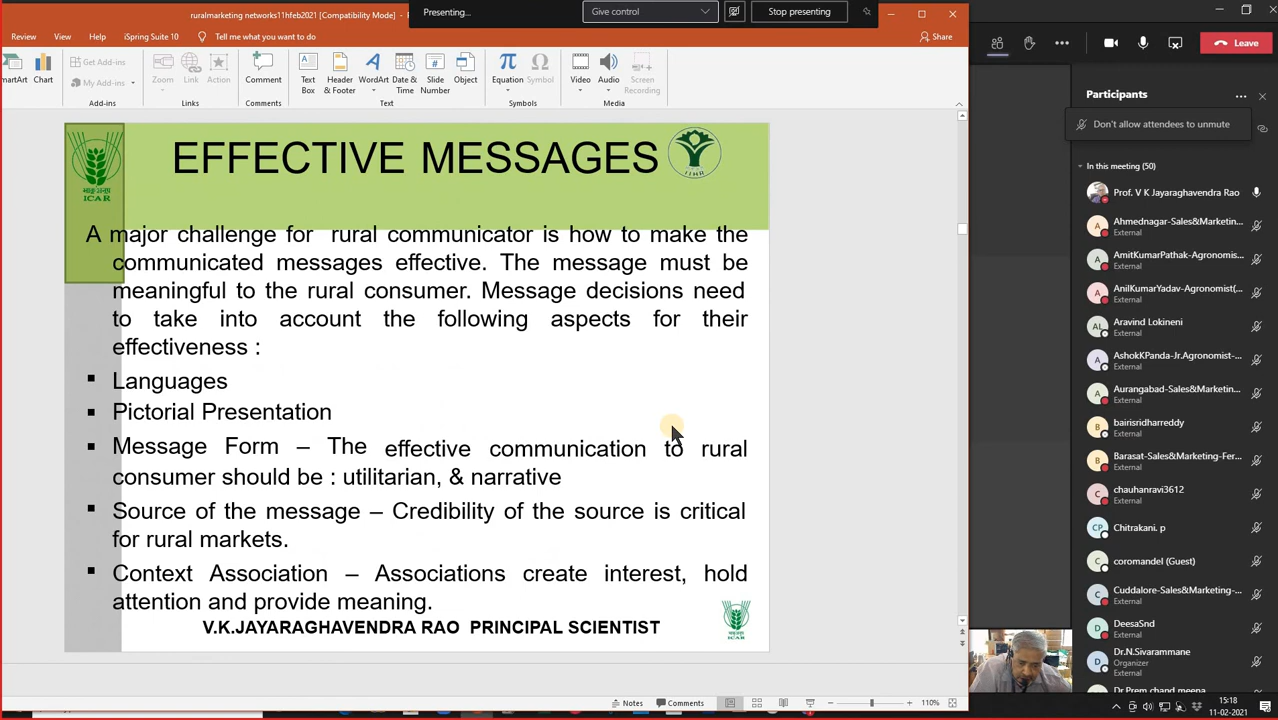 ruralmarketing networks11hfeb2021 [Compatibility Mode] -
Presenting...
Give control
Stop presenting
Review View Help iSpring Suite 10 Tell me what you want to do
Share
Leave
martArt Chart
Get Add-ins
My Add-ins
Add-ins
Zoom Link Action
Links
Comment
Comments
Text Box
Header & Footer
WordArt
Date & Time
Slide Number
Object
Text
Equation Symbol
Symbols
Video Audio Screen Recording
Media
EFFECTIVE MESSAGES
ICAR
IIHR
A major challenge for rural communicator is how to make the
communicated messages effective. The message must be
meaningful to the rural consumer. Message decisions need
to take into account the following aspects for their
effectiveness :
Languages
Pictorial Presentation
Message Form – The effective communication to rural
consumer should be : utilitarian, & narrative
Source of the message – Credibility of the source is critical
for rural markets.
Context Association – Associations create interest, hold
attention and provide meaning.
V.K.JAYARAGHAVENDRA RAO PRINCIPAL SCIENTIST
ICAR
Notes Comments 110%
Participants
Don't allow attendees to unmute
In this meeting (50)
Prof. V K Jayaraghavendra Rao
A Ahmednagar-Sales&Marketin...
External
A AmitKumarPathak-Agronomis...
External
A AnilKumarYadav-Agronomist(...
External
AL Aravind Lokineni
External
A AshokKPanda-Jr.Agronomist-...
External
A Aurangabad-Sales&Marketin...
External
B bairisridharreddy
External
B Barasat-Sales&Marketing-Fer...
External
C chauhanravi3612
External
CP Chitrakani. p
C coromandel (Guest)
External
C Cuddalore-Sales&Marketing-...
External
D DeesaSnd
External
D Dr.N.Sivarammane
Organizer
External
D Dr.Prem chand meena
15:18
11-02-2021